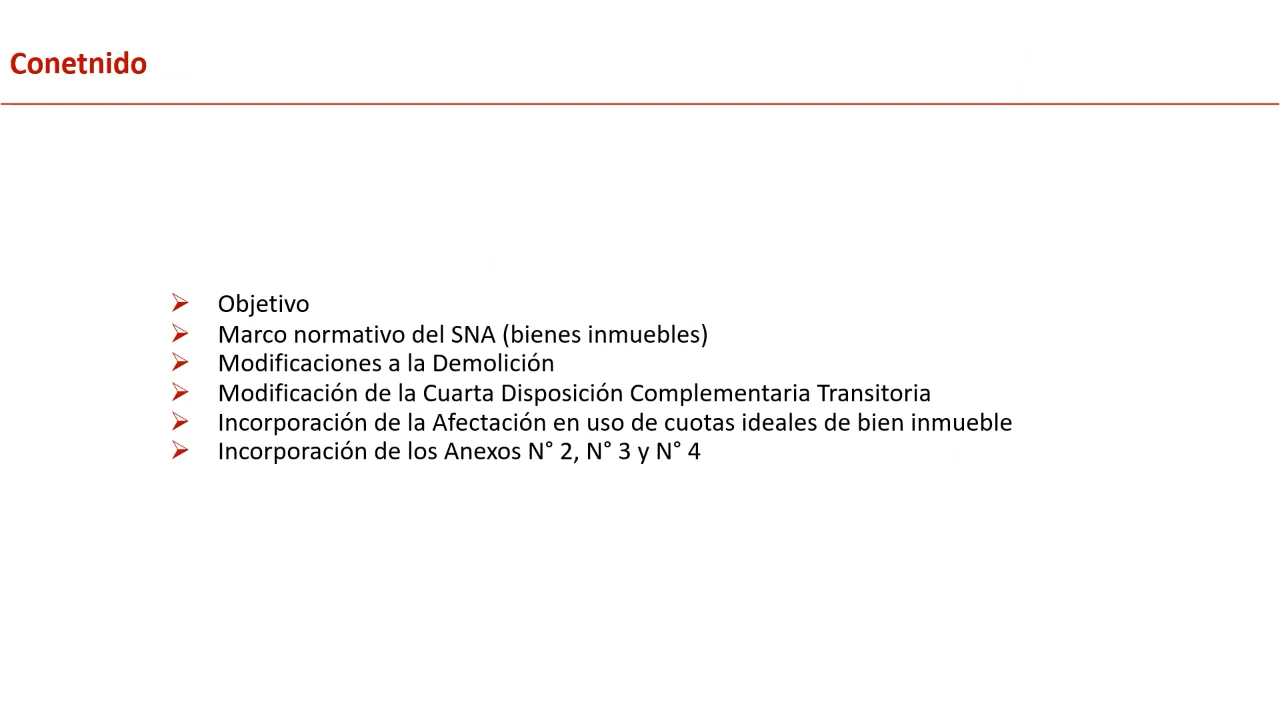 Conetnido
Objetivo
Marco normativo del SNA (bienes inmuebles)
Modificaciones a la Demolición
Modificación de la Cuarta Disposición Complementaria Transitoria
Incorporación de la Afectación en uso de cuotas ideales de bien inmueble
Incorporación de los Anexos N° 2, N° 3 y N° 4